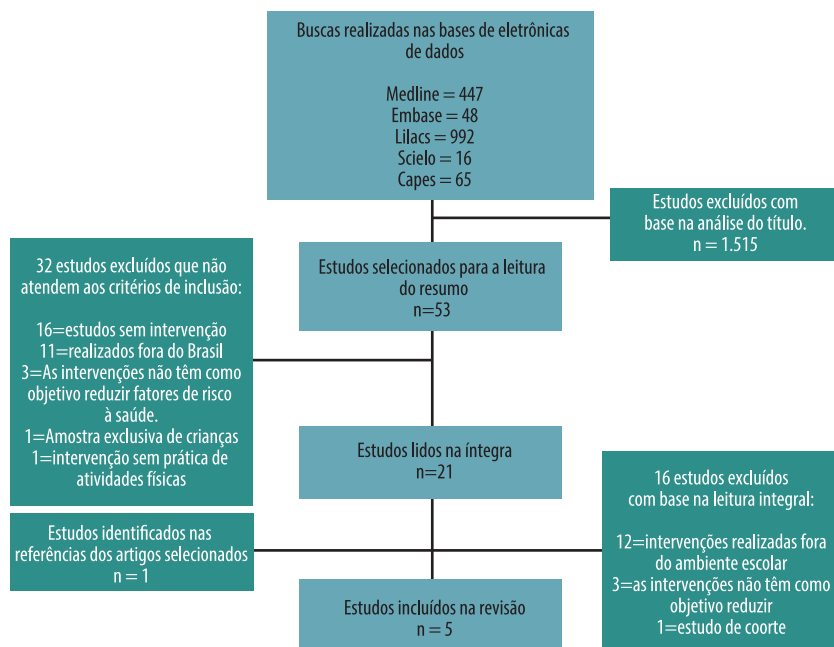 Buscas realizadas nas bases de eletrônicas
de dados
Medline = 447
Embase = 48
Lilacs = 992
Scielo = 16
Capes = 65
Estudos excluídos com
base na análise do título.
n = 1.515
Estudos selecionados para a leitura
do resumo
n=53
32 estudos excluídos que não
atendem aos critérios de inclusão:
16=estudos sem intervenção
11=realizados fora do Brasil
3=As intervenções não têm como
objetivo reduzir fatores de risco
à saúde.
1=Amostra exclusiva de crianças
1=intervenção sem prática de
atividades físicas
Estudos lidos na íntegra
n=21
16 estudos excluídos
com base na leitura integral:
12=intervenções realizadas fora
do ambiente escolar
3=as intervenções não têm como
objetivo reduzir
1=estudo de coorte
Estudos identificados nas
referências dos artigos selecionados
n = 1
Estudos incluídos na revisão
n = 5